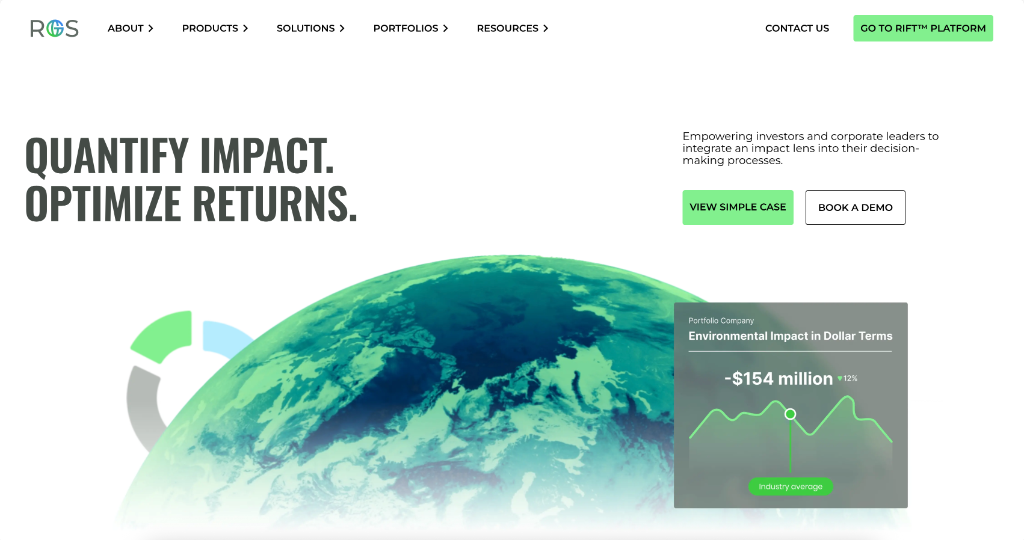 RGS
ABOUT
PRODUCTS
SOLUTIONS
PORTFOLIOS
RESOURCES
CONTACT US
GO TO RIFT™ PLATFORM
QUANTIFY IMPACT.
OPTIMIZE RETURNS.
Empowering investors and corporate leaders to
integrate an impact lens into their decision-
making processes.
VIEW SIMPLE CASE
BOOK A DEMO
Portfolio Company
Environmental Impact in Dollar Terms
-$154 million
12%
Industry average